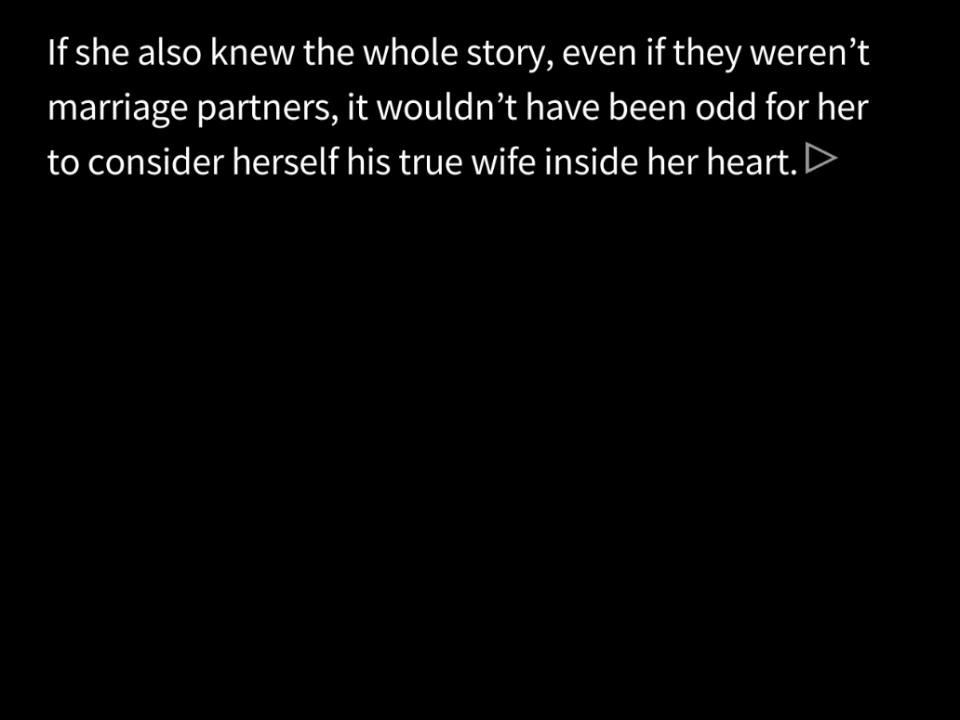 If she also knew the whole story, even if they weren’t
marriage partners, it wouldn’t have been odd for her
to consider herself his true wife inside her heart.